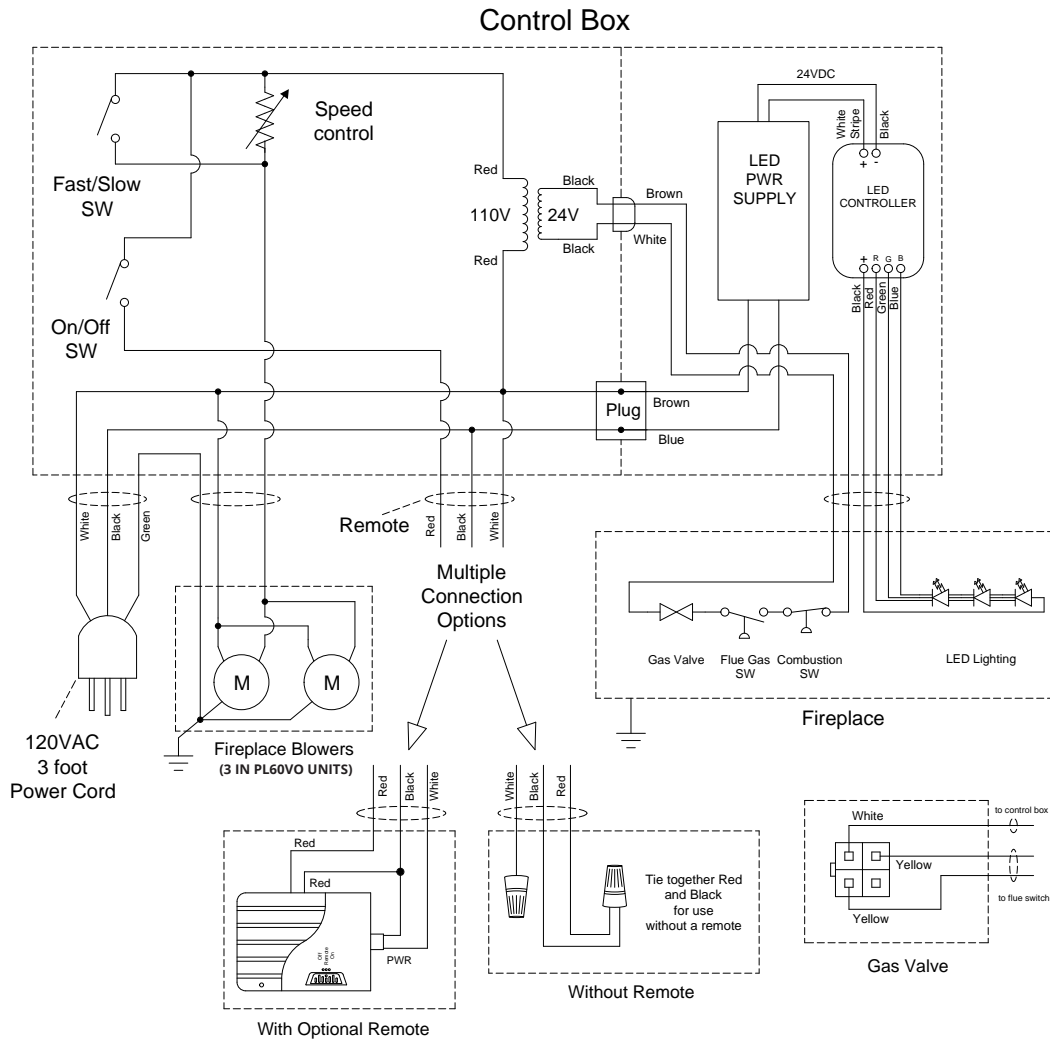 Control Box
Speed
control
Fast/Slow
SW
On/Off
SW
Red
110V
Red
Black
24V
Black
Brown
White
24VDC
White
Stripe
Black
LED
PWR
SUPPLY
+
-
LED
CONTROLLER
+
R
G
B
Black
Red
Green
Blue
Plug
Brown
Blue
White
Black
Green
Remote
Red
Black
White
Multiple
Connection
Options
M
M
120VAC
3 foot
Power Cord
Fireplace Blowers
(3 IN PL60VO UNITS)
Gas Valve
Flue Gas
SW
Combustion
SW
LED Lighting
Fireplace
Red
Black
White
Red
Red
Off
Remote
On
PWR
With Optional Remote
White
Black
Red
Tie together Red
and Black
for use
without a remote
Without Remote
White
to control box
Yellow
to flue switch
Yellow
Gas Valve